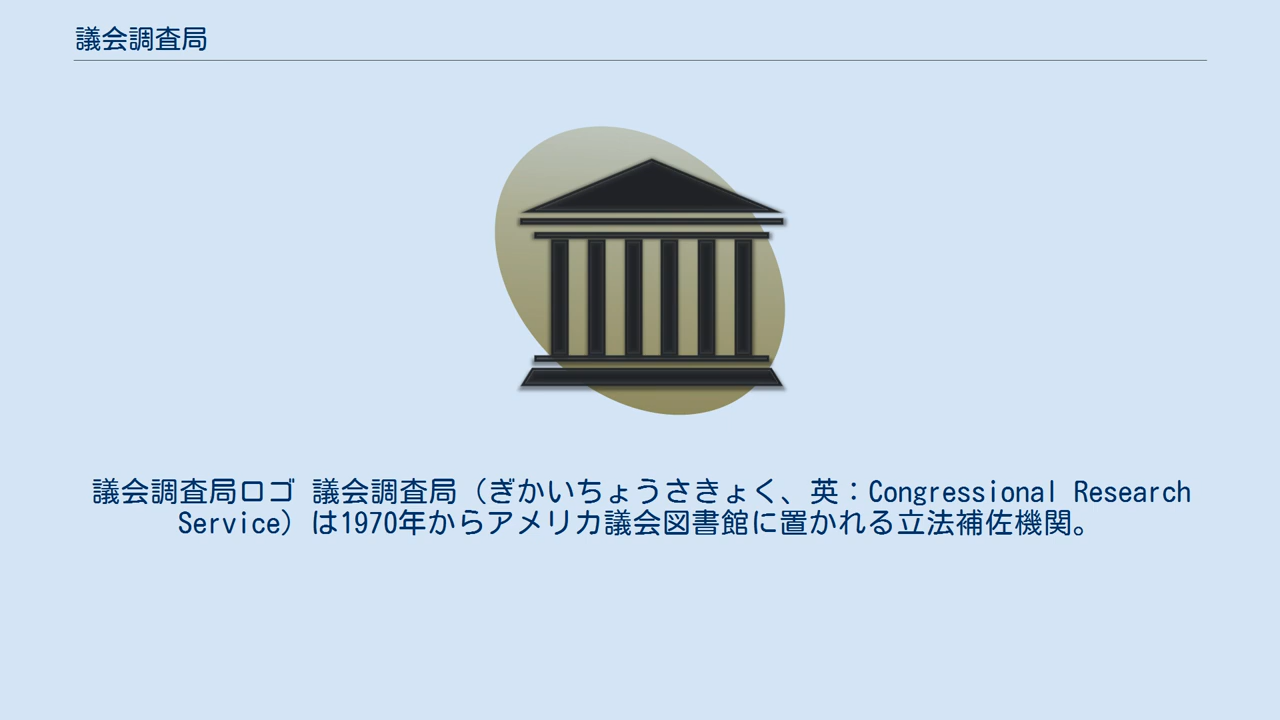 議会調査局
議会調査局ロゴ 議会調査局（ぎかいちょうさきょく、英：Congressional Research
Service）は1970年からアメリカ議会図書館に置かれる立法補佐機関。